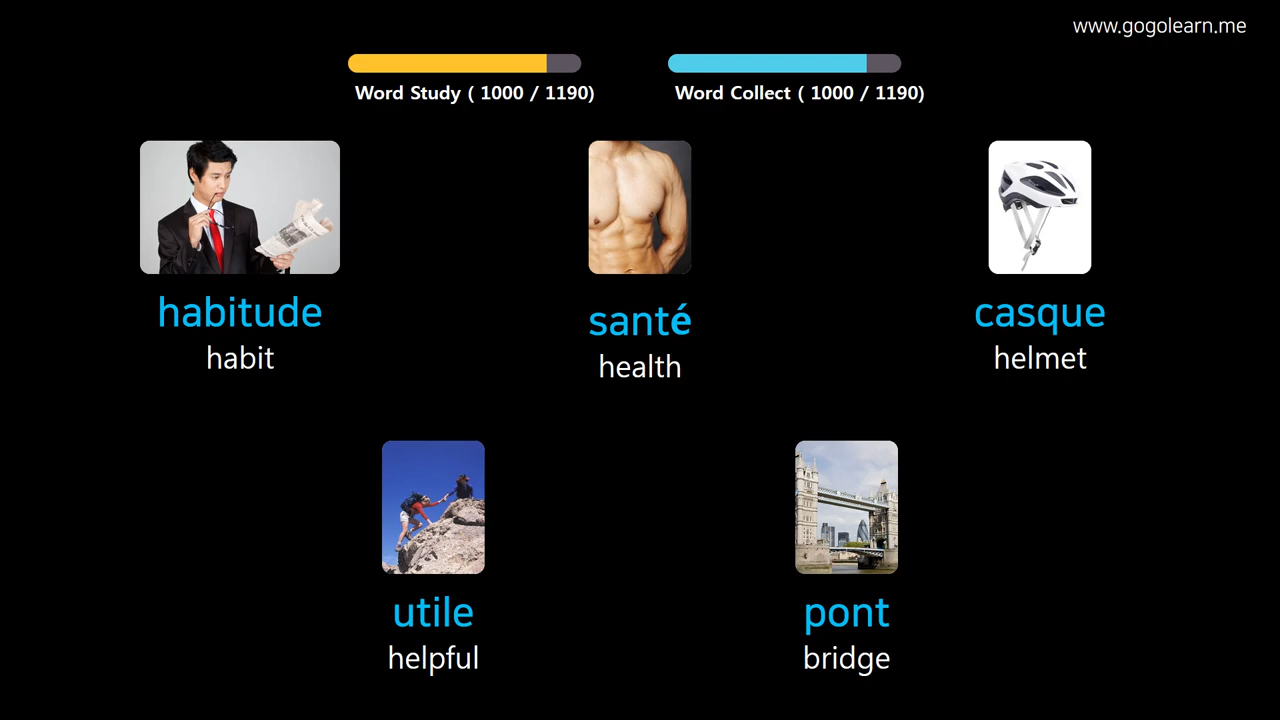 www.gogolearn.me
Word Study ( 1000 / 1190)
Word Collect ( 1000 / 1190)
habitude
habit
santé
health
casque
helmet
utile
helpful
pont
bridge